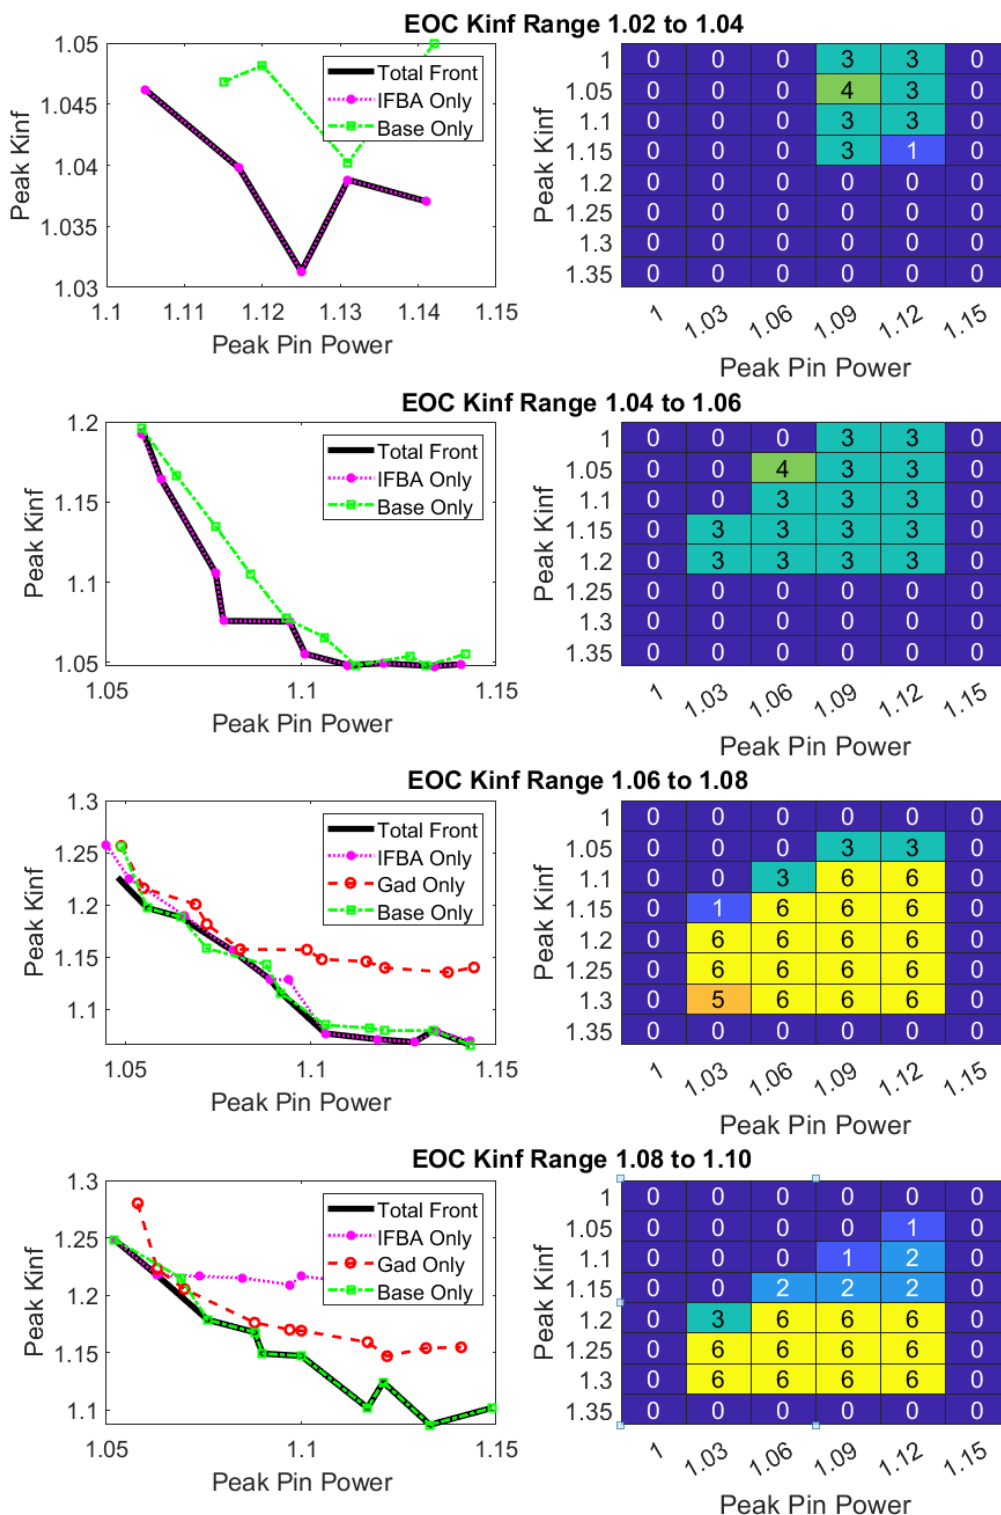 EOC Kinf Range 1.02 to 1.04
1.05
1.045
1.04
1.035
1.03
Peak Kinf
1.1 1.11 1.12 1.13 1.14 1.15
Peak Pin Power
Total Front
IFBA Only
Base Only
Peak Kinf
1 0 0 0 3 3 0
1.05 0 0 0 4 3 0
1.1 0 0 0 3 3 0
1.15 0 0 0 3 1 0
1.2 0 0 0 0 0 0
1.25 0 0 0 0 0 0
1.3 0 0 0 0 0 0
1.35 0 0 0 0 0 0
1 1.03 1.06 1.09 1.12 1.15
Peak Pin Power
EOC Kinf Range 1.04 to 1.06
1.2
1.15
1.1
1.05
Peak Kinf
1.05 1.1 1.15
Peak Pin Power
Total Front
IFBA Only
Base Only
Peak Kinf
1 0 0 0 3 3 0
1.05 0 0 4 3 3 0
1.1 0 0 3 3 3 0
1.15 0 3 3 3 3 0
1.2 0 3 3 3 3 0
1.25 0 0 0 0 0 0
1.3 0 0 0 0 0 0
1.35 0 0 0 0 0 0
1 1.03 1.06 1.09 1.12 1.15
Peak Pin Power
EOC Kinf Range 1.06 to 1.08
1.3
1.25
1.2
1.15
1.1
Peak Kinf
1.05 1.1 1.15
Peak Pin Power
Total Front
IFBA Only
Gad Only
Base Only
Peak Kinf
1 0 0 0 0 0 0
1.05 0 0 0 3 3 0
1.1 0 0 3 6 6 0
1.15 0 1 6 6 6 0
1.2 0 6 6 6 6 0
1.25 0 6 6 6 6 0
1.3 0 5 6 6 6 0
1.35 0 0 0 0 0 0
1 1.03 1.06 1.09 1.12 1.15
Peak Pin Power
EOC Kinf Range 1.08 to 1.10
1.3
1.25
1.2
1.15
1.1
Peak Kinf
1.05 1.1 1.15
Peak Pin Power
Total Front
IFBA Only
Gad Only
Base Only
Peak Kinf
1 0 0 0 0 0 0
1.05 0 0 0 0 1 0
1.1 0 0 0 1 2 0
1.15 0 0 2 2 2 0
1.2 0 3 6 6 6 0
1.25 0 6 6 6 6 0
1.3 0 6 6 6 6 0
1.35 0 0 0 0 0 0
1 1.03 1.06 1.09 1.12 1.15
Peak Pin Power